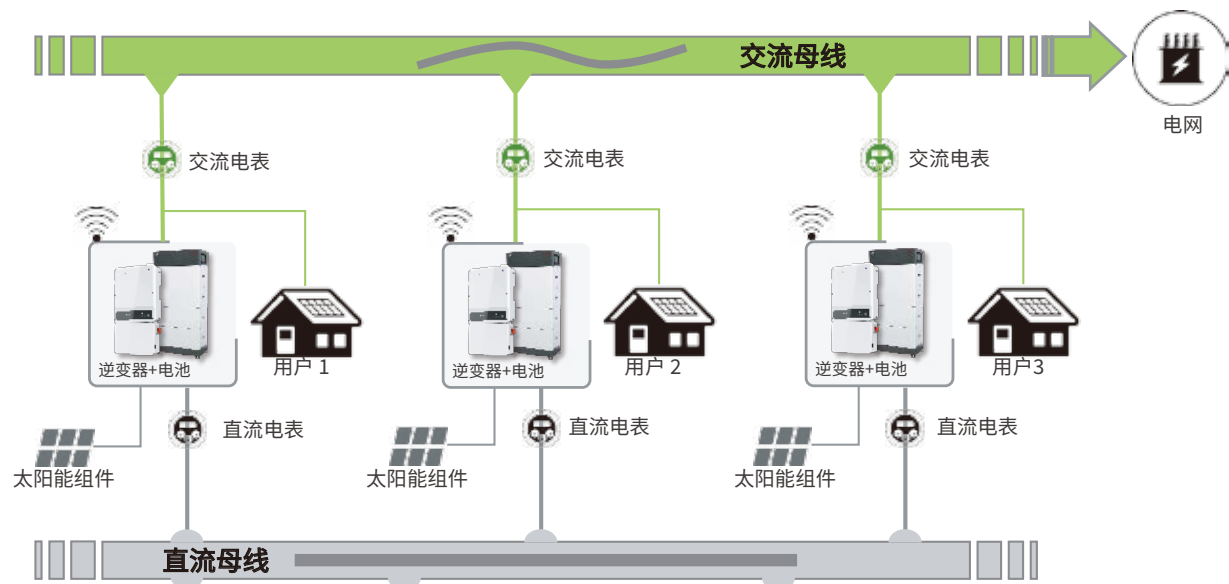 交流母线
电网
交流电表
交流电表
交流电表
逆变器+电池
用户 1
逆变器+电池
用户 2
逆变器+电池
用户3
直流电表
直流电表
直流电表
太阳能组件
太阳能组件
太阳能组件
直流母线